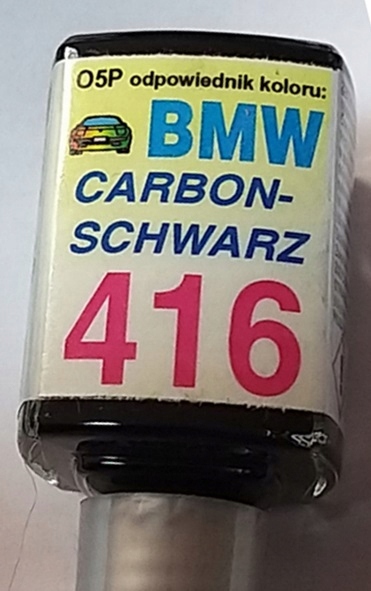 O5P odpowiednik koloru:
BMW
CARBON-
SCHWARZ
416